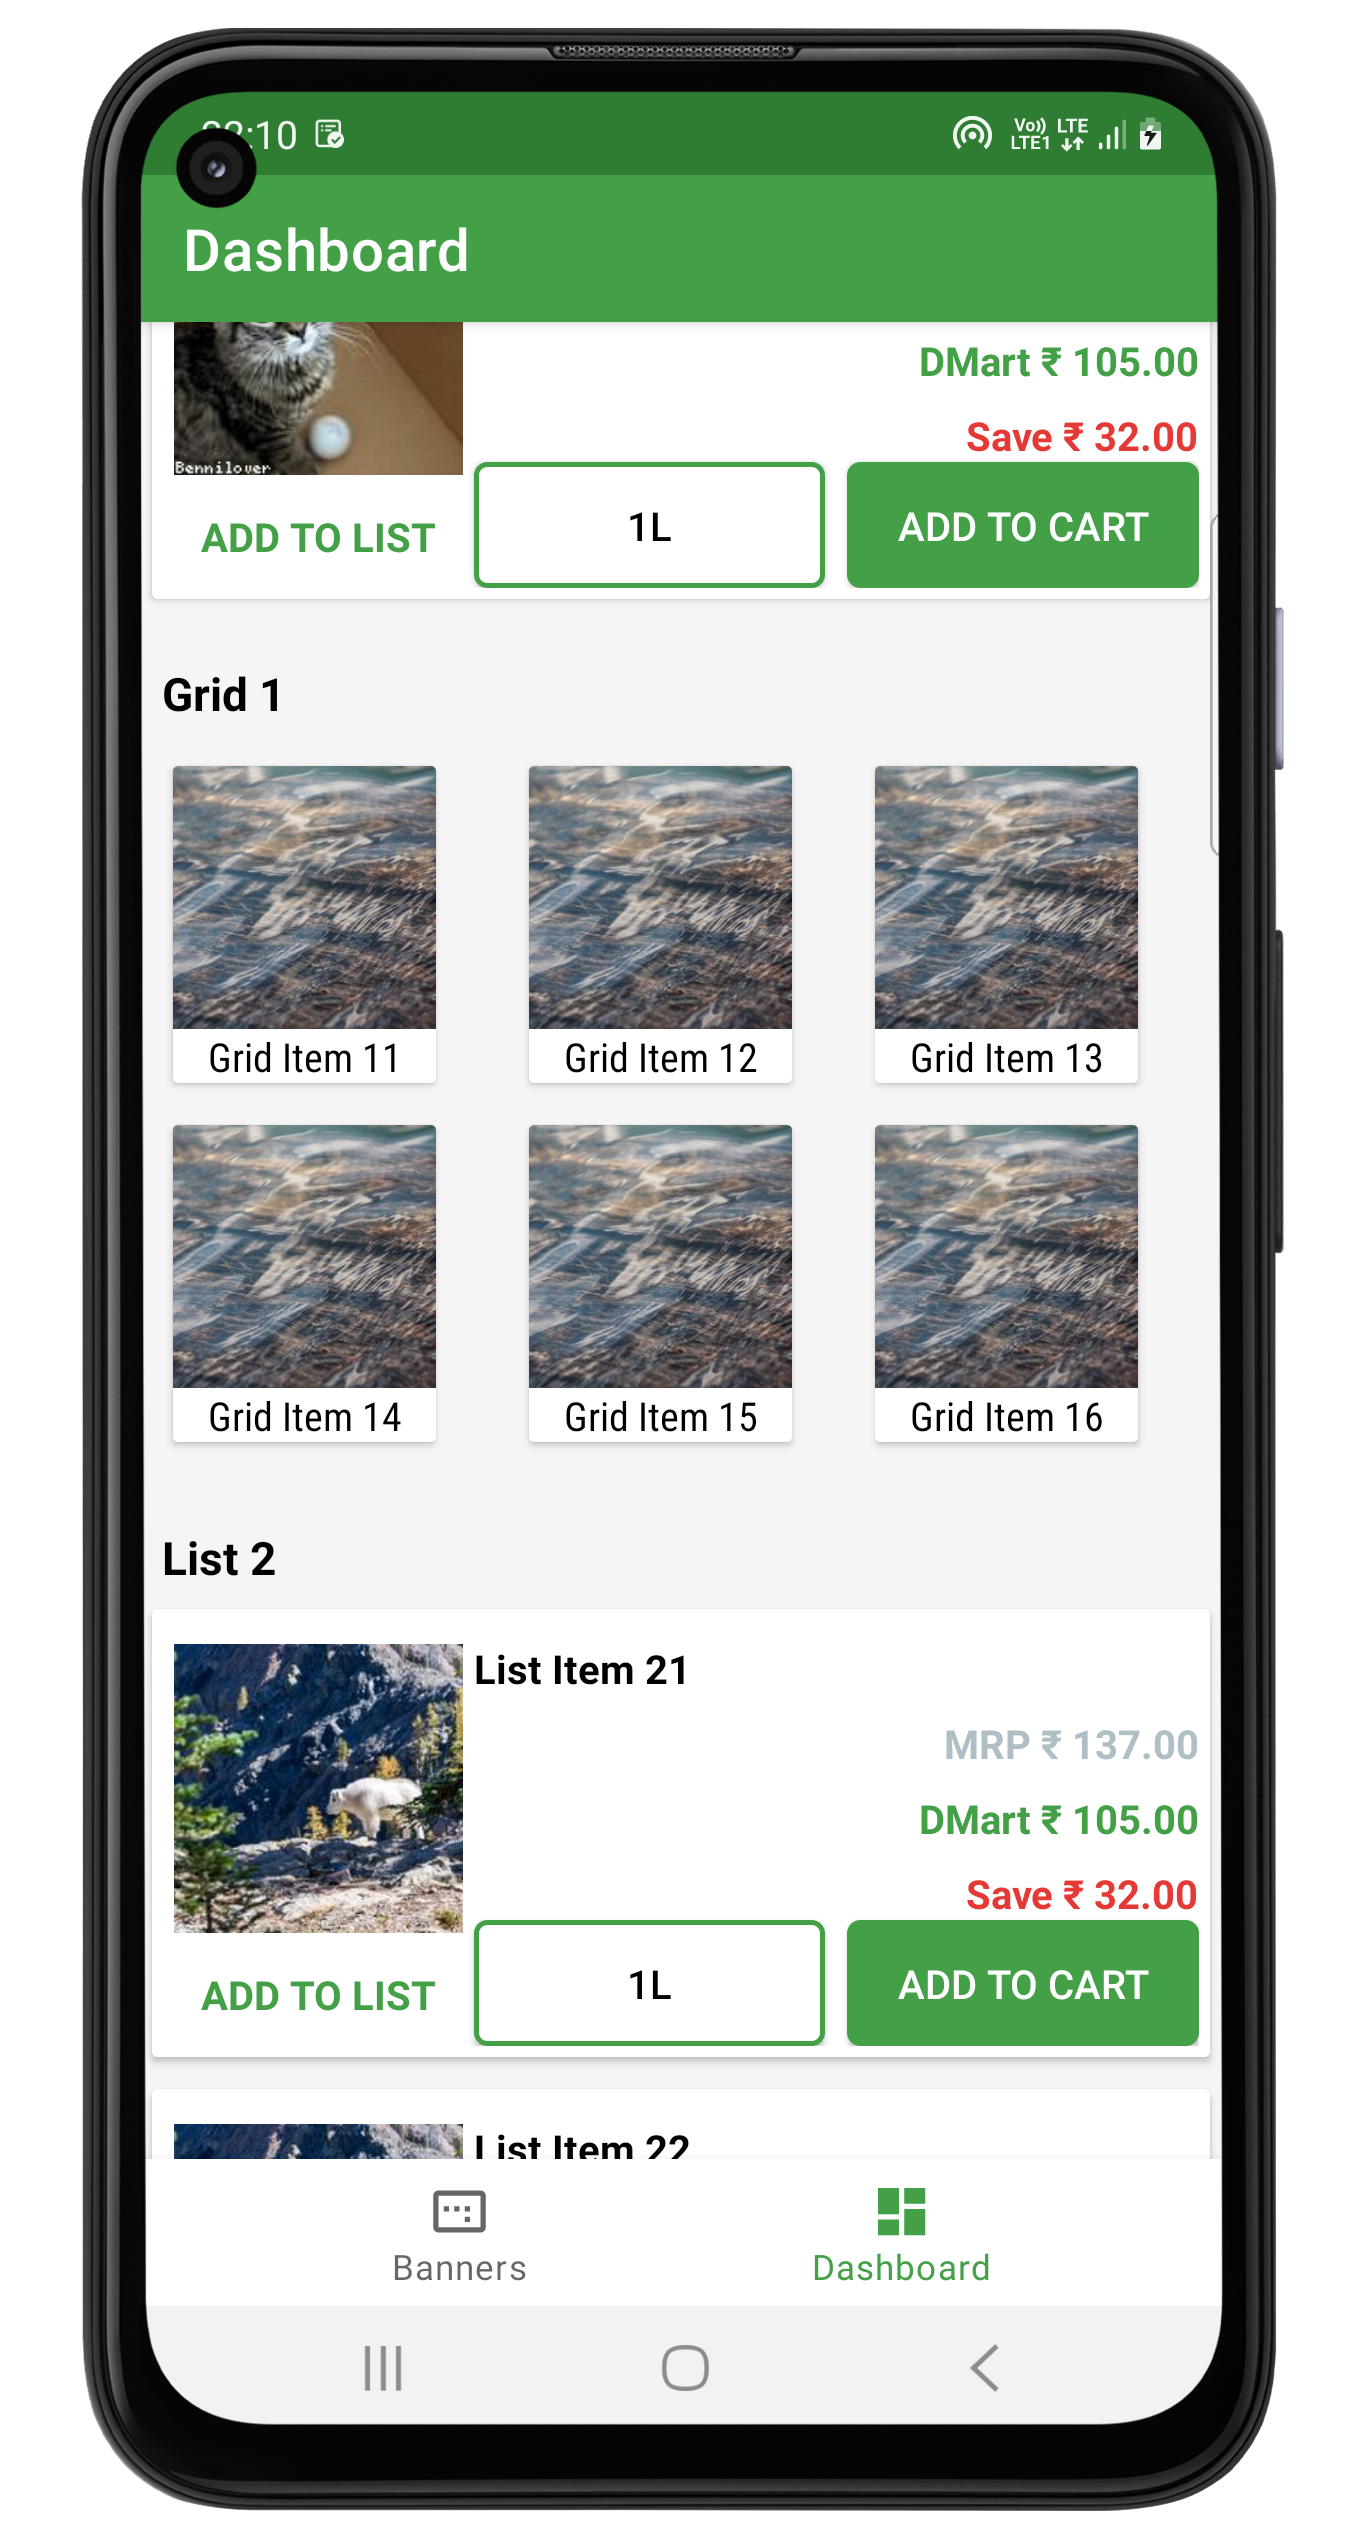 :10
Vo)) LTE
LTE1
Dashboard
DMart ₹ 105.00
Save ₹ 32.00
Bennilover
ADD TO LIST
1L
ADD TO CART
Grid 1
Grid Item 11
Grid Item 12
Grid Item 13
Grid Item 14
Grid Item 15
Grid Item 16
List 2
List Item 21
MRP ₹ 137.00
DMart ₹ 105.00
Save ₹ 32.00
ADD TO LIST
1L
ADD TO CART
List Item 22
Banners
Dashboard